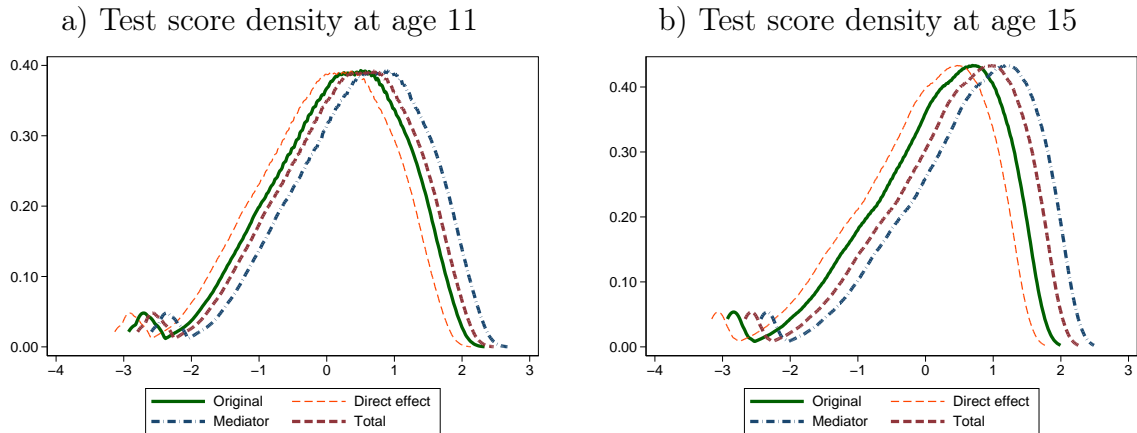 a) Test score density at age 11
0.40
0.30
0.20
0.10
0.00
−4 −3 −2 −1 0 1 2 3
Original Direct effect
Mediator Total
b) Test score density at age 15
0.40
0.30
0.20
0.10
0.00
−4 −3 −2 −1 0 1 2 3
Original Direct effect
Mediator Total